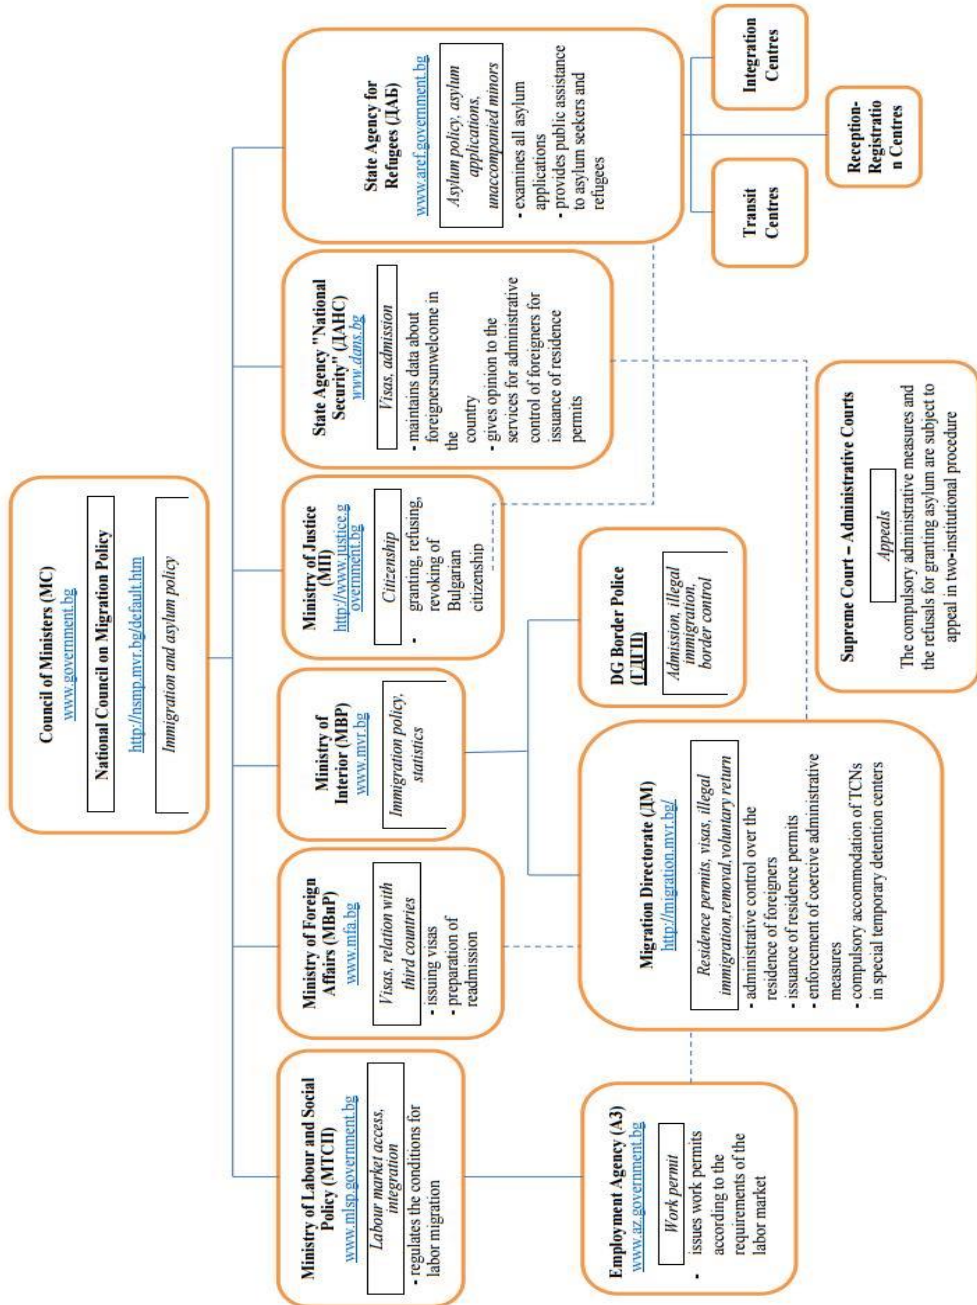 Council of Ministers (МС)
www.government.bg
National Council on Migration Policy
http://nsmp.mvr.bg/default.htm
Immigration and asylum policy
Ministry of Labour and Social
Policy (МТСП)
www.mlsp.government.bg
Labour market access,
integration
- regulates the conditions for
labor migration
Ministry of Foreign
Affairs (МВнР)
www.mfa.bg
Visas, relation with
third countries
- issuing visas
- preparation of
readmission
Ministry of
Interior (МВР)
www.mvr.bg
Immigration policy,
statistics
Ministry of Justice
(МП)
http://www.justice.g
overnment.bg
Citizenship
- granting, refusing,
revoking of
Bulgarian
citizenship
State Agency "National
Security" (ДАНС)
www.dans.bg
Visas, admission
- maintains data about
foreignersunwelcome in
the
country
- gives opinion to the
services for administrative
control of foreigners for
issuance of residence
permits
State Agency for
Refugees (ДАБ)
www.aref.government.bg
Asylum policy, asylum
applications,
unaccompanied minors
- examines all asylum
applications
- provides public assistance
to asylum seekers and
refugees
Employment Agency (АЗ)
www.az.government.bg
Work permit
- issues work permits
according to the
requirements of the
labor market
Migration Directorate (ДМ)
http://migration.mvr.bg/
Residence permits, visas, illegal
immigration,removal,voluntary return
- administrative control over the
residence of foreigners
- issuance of residence permits
- enforcement of coercive administrative
measures
- compulsory accommodation of TCNs
in special temporary detention centers
DG Border Police
(ГДГП)
Admission, illegal
immigration,
border control
Transit
Centres
Reception-
Registratio
n Centres
Integration
Centres
Supreme Court – Administrative Courts
Appeals
The compulsory administrative measures and
the refusals for granting asylum are subject to
appeal in two-institutional procedure